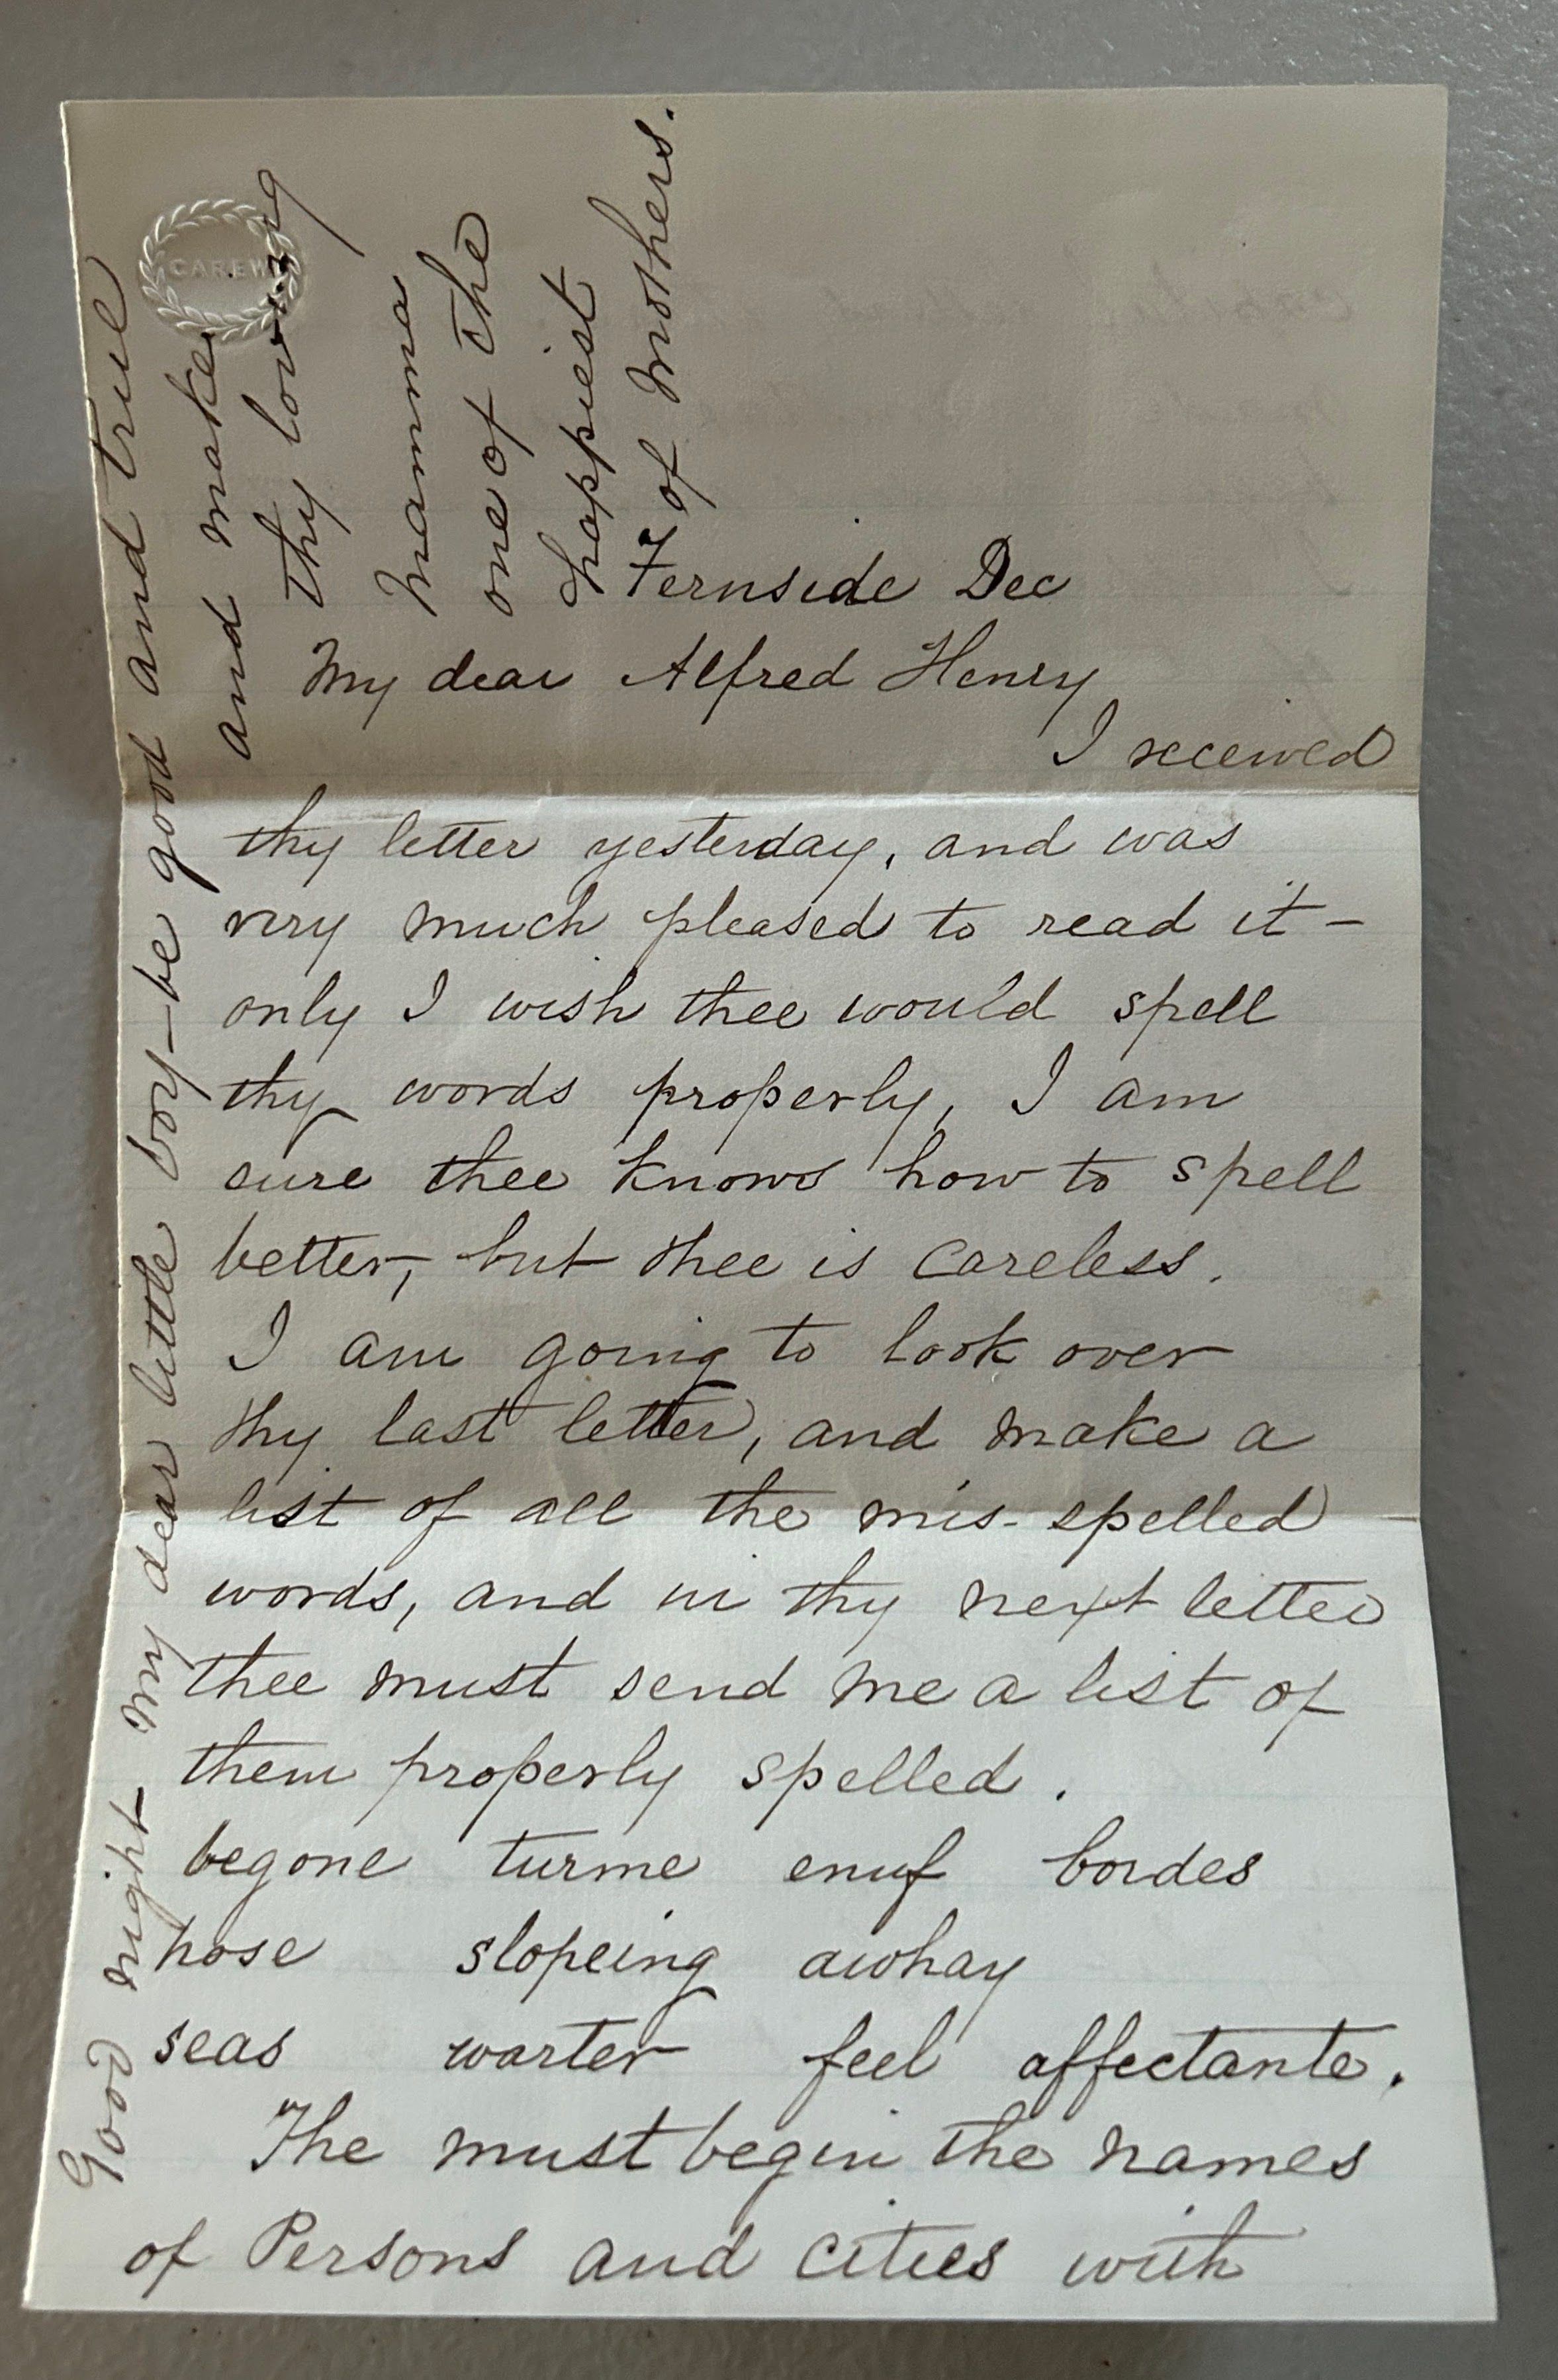 CAREW
Fernside Dec
My dear Alfred Henry
I received
thy letter yesterday, and was
very much pleased to read it –
only I wish thee would spell
thy words properly, I am
sure thee knows how to spell
better, but thee is careless.
I am going to look over
thy last letter, and make a
list of all the mis-spelled
words, and in thy next letter
thee must send me a list of
them properly spelled.
begone turme enuf bordes
hose slopeing awhay
seas warter feel affectante.
The must begin the names
of Persons and cities with
Good night my dear little boy – be good and true
and make
thy loving
Mamma
one of the
happiest
of Mothers.